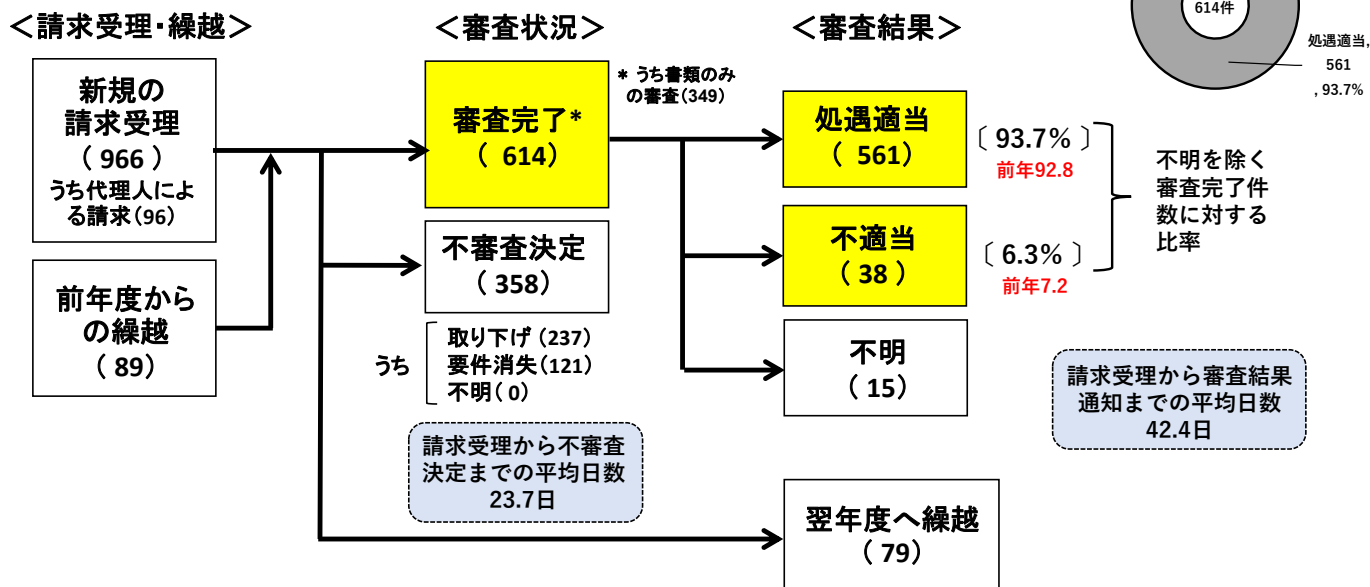 ＜請求受理・繰越＞
新規の
請求受理
（ 966 ）
うち代理人によ
る請求（96）
前年度から
の繰越
（ 89）
＜審査状況＞
審査完了*
（ 614）
* うち書類のみ
の審査（349）
不審査決定
（ 358）
うち
取り下げ（237）
要件消失（121）
不明（ 0）
請求受理から不審査
決定までの平均日数
23.7日
＜審査結果＞
処遇適当
（ 561）
〔 93.7% 〕
前年92.8
不適当
（ 38 ）
〔 6.3% 〕
前年7.2
不明を除く
審査完了件
数に対する
比率
不明
（ 15）
翌年度へ繰越
（ 79）
614件
処遇適当,
561
, 93.7%
請求受理から審査結果
通知までの平均日数
42.4日